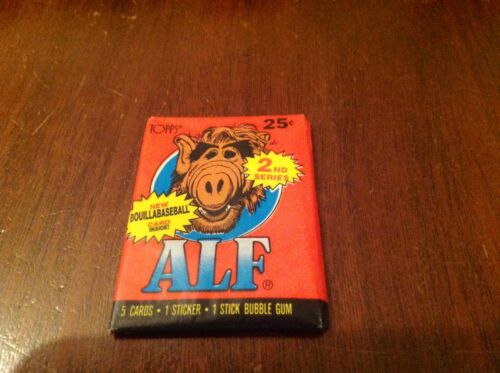 TOPPS®
25¢
2ND
SERIES
NEW
BOUILLABASEBALL
CARD
INSIDE!
ALF®
5 CARDS • 1 STICKER • 1 STICK BUBBLE GUM